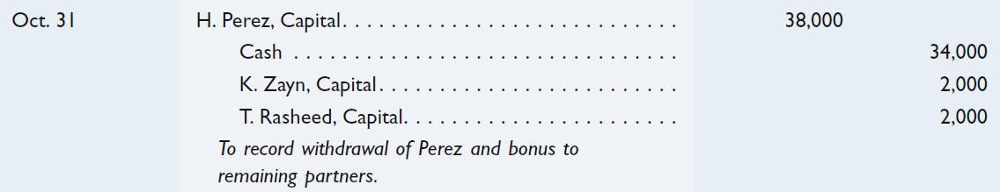 Oct. 31 H. Perez, Capital. . . . . . . . . . . . . . . . . . . . . . . . . . . . 38,000
Cash . . . . . . . . . . . . . . . . . . . . . . . . . . . . . . . . 34,000
K. Zayn, Capital. . . . . . . . . . . . . . . . . . . . . . . . . 2,000
T. Rasheed, Capital. . . . . . . . . . . . . . . . . . . . . . . 2,000
To record withdrawal of Perez and bonus to
remaining partners.